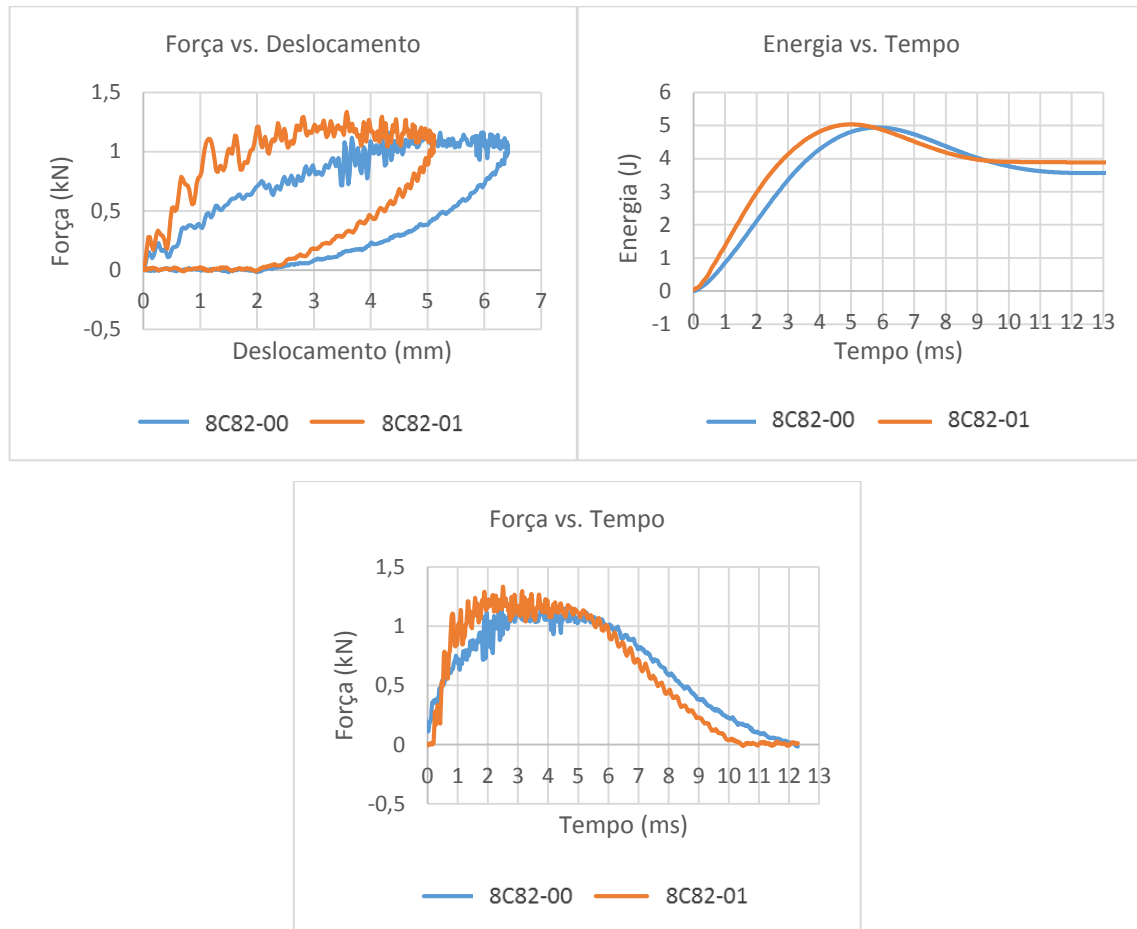 Força vs. Deslocamento
1,5
1
0,5
0
-0,5
0 1 2 3 4 5 6 7
Força (kN)
Deslocamento (mm)
8C82-00 8C82-01
Energia vs. Tempo
6
5
4
3
2
1
0
-1
0 1 2 3 4 5 6 7 8 9 10 11 12 13
Energia (J)
Tempo (ms)
8C82-00 8C82-01
Força vs. Tempo
1,5
1
0,5
0
-0,5
0 1 2 3 4 5 6 7 8 9 10 11 12 13
Força (kN)
Tempo (ms)
8C82-00 8C82-01